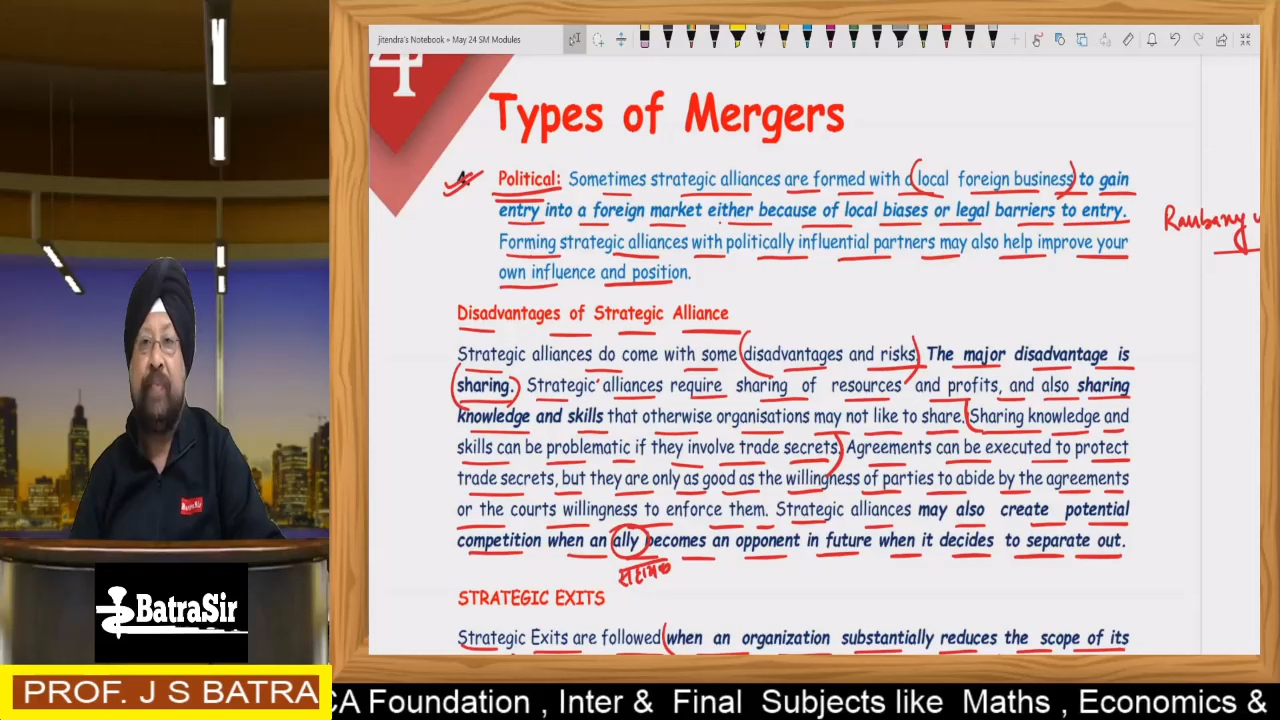 jitendra's Notebook » May 24 SM Modules
4
Types of Mergers
A. Political: Sometimes strategic alliances are formed with a local foreign business to gain
entry into a foreign market either because of local biases or legal barriers to entry.
Forming strategic alliances with politically influential partners may also help improve your
own influence and position.
Disadvantages of Strategic Alliance
Strategic alliances do come with some disadvantages and risks. The major disadvantage is
sharing. Strategic alliances require sharing of resources and profits, and also sharing
knowledge and skills that otherwise organisations may not like to share. Sharing knowledge and
skills can be problematic if they involve trade secrets. Agreements can be executed to protect
trade secrets, but they are only as good as the willingness of parties to abide by the agreements
or the courts willingness to enforce them. Strategic alliances may also create potential
competition when an ally becomes an opponent in future when it decides to separate out.
STRATEGIC EXITS
Strategic Exits are followed when an organization substantially reduces the scope of its
BatraSir
PROF. J S BATRA
CA Foundation , Inter & Final Subjects like Maths , Economics &